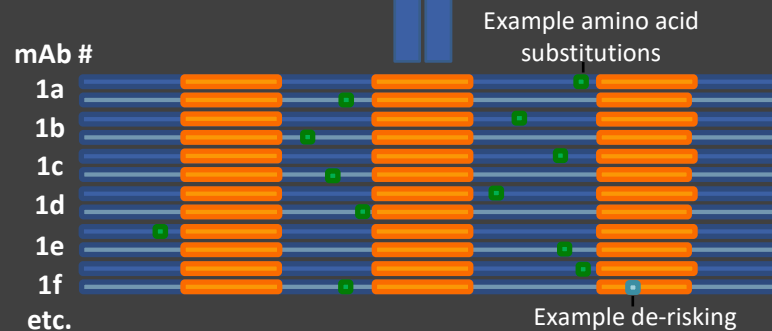 Example amino acid
substitutions
mAb #
1a
1b
1c
1d
1e
1f
etc.
Example de-risking